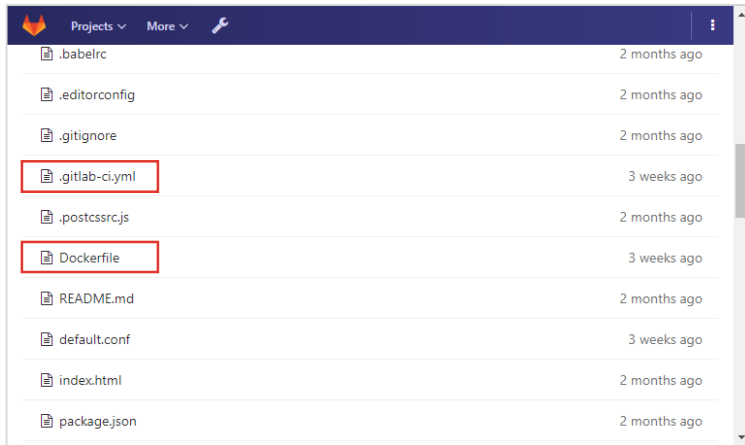 Projects More
.babelrc 2 months ago
.editorconfig 2 months ago
.gitignore 2 months ago
.gitlab-ci.yml 3 weeks ago
.postcssrc.js 2 months ago
Dockerfile 3 weeks ago
README.md 2 months ago
default.conf 3 weeks ago
index.html 2 months ago
package.json 2 months ago